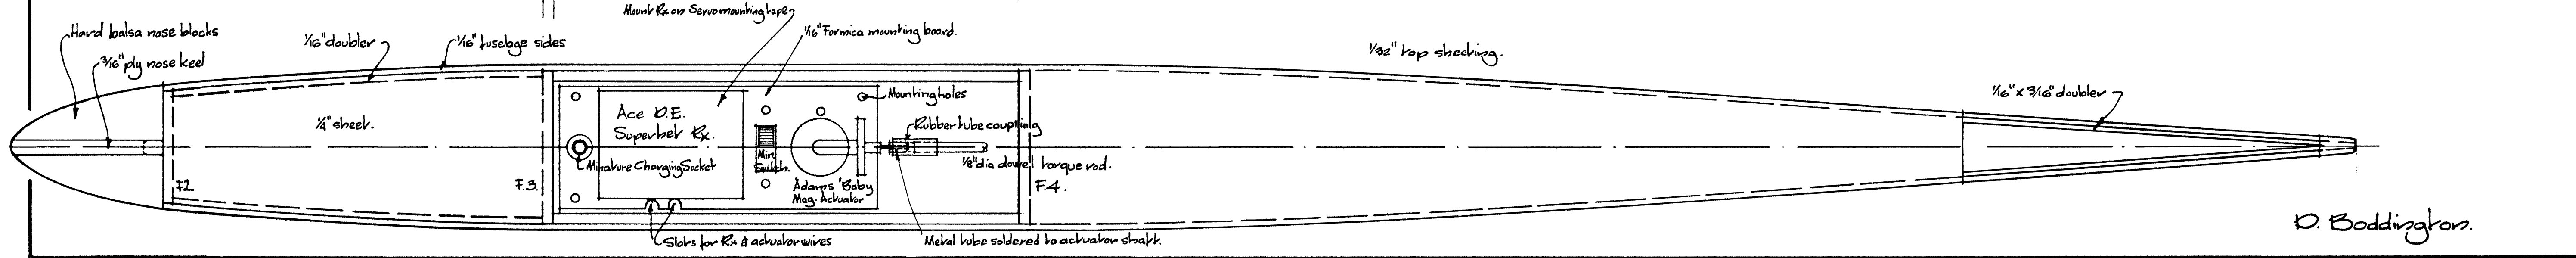 Mount Rx on Servo mounting tape
Hard balsa nose blocks
1/16" doubler
1/16" fuselage sides
1/16" Formica mounting board.
3/16" ply nose keel
1/32" top sheeting.
1/16" x 3/16" doubler
Mounting holes
Ace D.E.
Superhet Rx.
1/4" sheet.
Rubber tube coupling
Mini
Switch.
Minature Charging Socket
1/8" dia dowel torque rod.
F2
F3.
F4.
Adams 'Baby
Mag. Actuator
Slots for Rx & actuator wires
Metal tube soldered to actuator shaft.
D. Boddington.